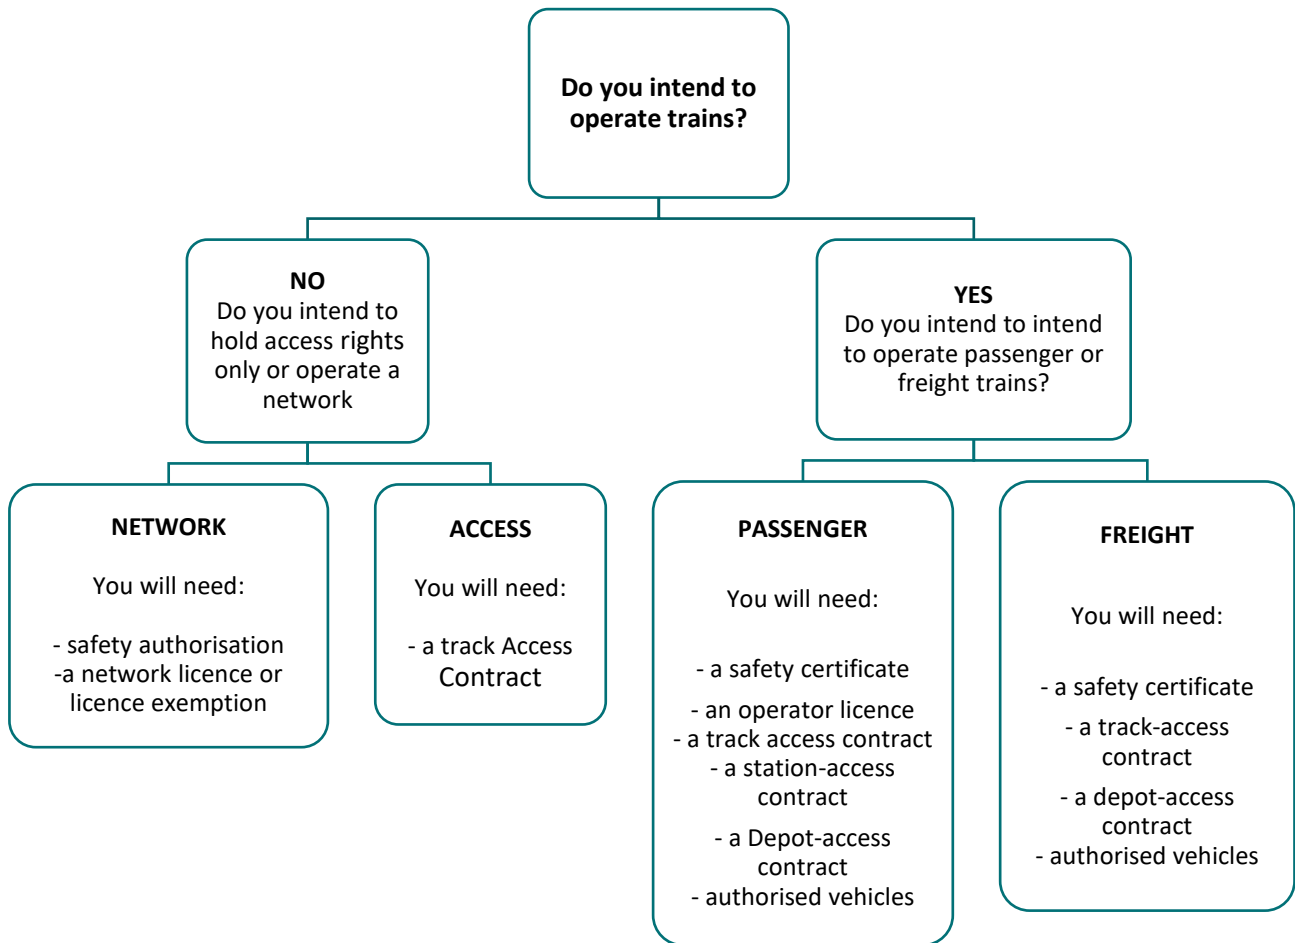 Do you intend to
operate trains?
NO
Do you intend to
hold access rights
only or operate a
network
YES
Do you intend to intend
to operate passenger or
freight trains?
NETWORK
You will need:
- safety authorisation
-a network licence or
licence exemption
ACCESS
You will need:
- a track Access
Contract
PASSENGER
You will need:
- a safety certificate
- an operator licence
- a track access contract
- a station-access
contract
- a Depot-access
contract
- authorised vehicles
FREIGHT
You will need:
- a safety certificate
- a track-access
contract
- a depot-access
contract
- authorised vehicles